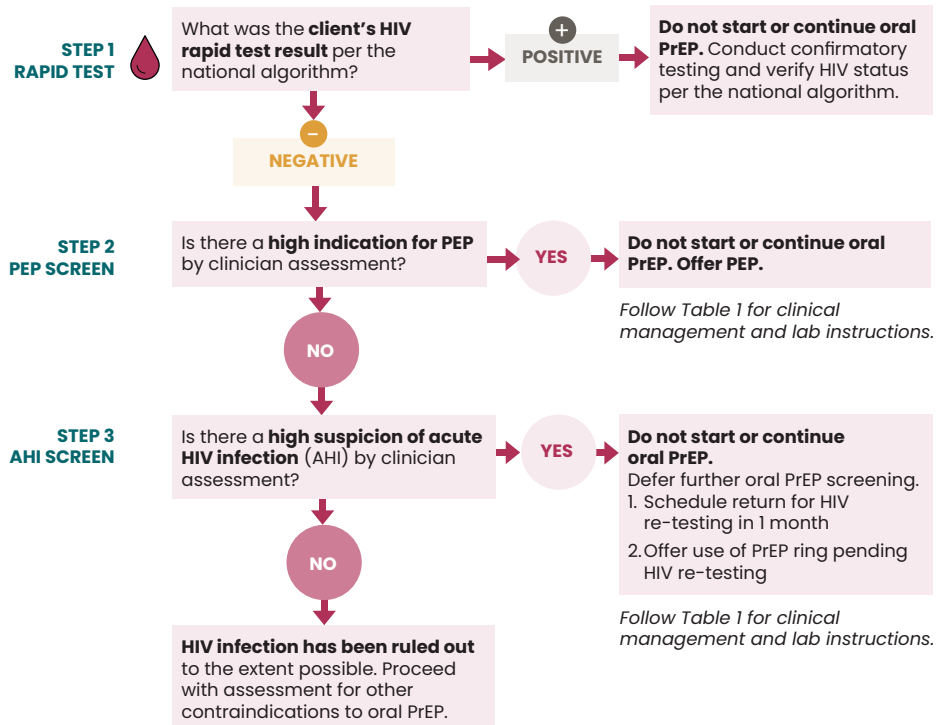 STEP 1
RAPID TEST
What was the client's HIV
rapid test result per the
national algorithm?
+
POSITIVE
Do not start or continue oral
PrEP. Conduct confirmatory
testing and verify HIV status
per the national algorithm.
−
NEGATIVE
STEP 2
PEP SCREEN
Is there a high indication for PEP
by clinician assessment?
YES
Do not start or continue oral
PrEP. Offer PEP.
Follow Table 1 for clinical
management and lab instructions.
NO
STEP 3
AHI SCREEN
Is there a high suspicion of acute
HIV infection (AHI) by clinician
assessment?
YES
Do not start or continue
oral PrEP.
Defer further oral PrEP screening.
1. Schedule return for HIV
re-testing in 1 month
2. Offer use of PrEP ring pending
HIV re-testing
Follow Table 1 for clinical
management and lab instructions.
NO
HIV infection has been ruled out
to the extent possible. Proceed
with assessment for other
contraindications to oral PrEP.